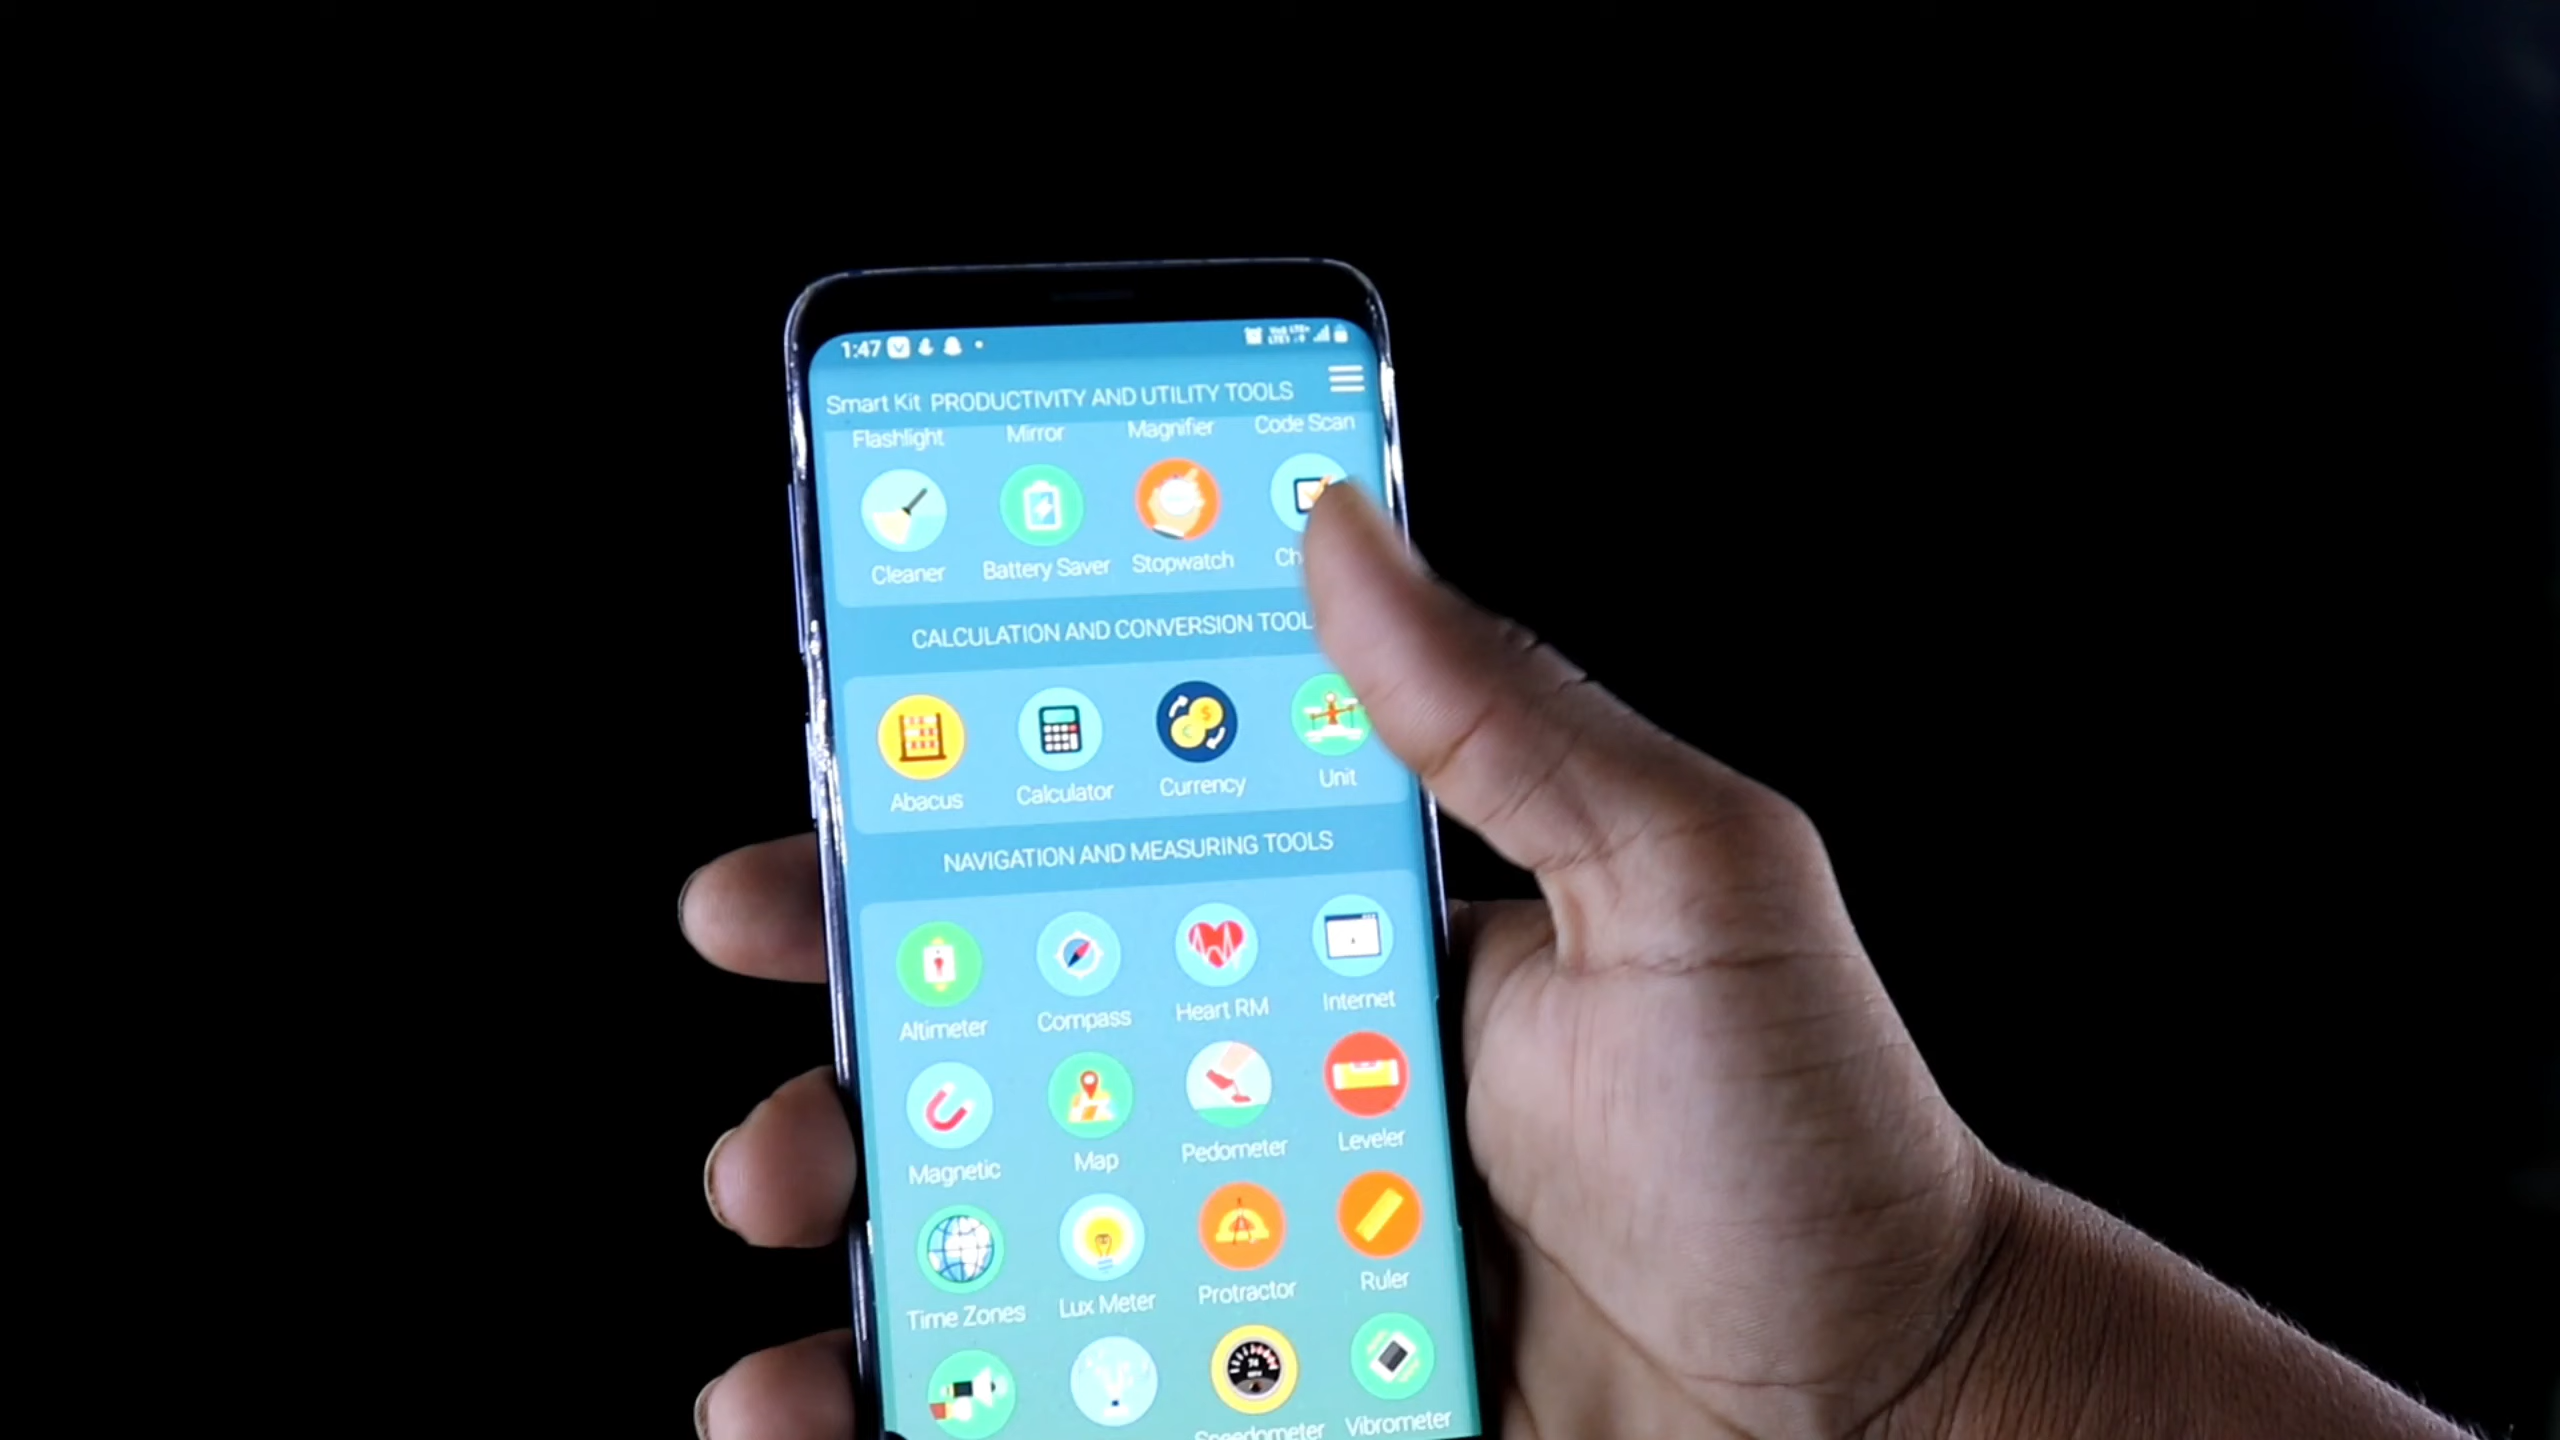 1:47
Smart Kit PRODUCTIVITY AND UTILITY TOOLS
Flashlight Mirror Magnifier Code Scan
Cleaner Battery Saver Stopwatch
CALCULATION AND CONVERSION
Abacus Calculator Currency Unit
NAVIGATION AND MEASURING TOOLS
Altimeter Compass Heart RM Internet
Magnetic Map Pedometer Leveler
Time Zones Lux Meter Protractor Ruler
Speedometer Vibrometer